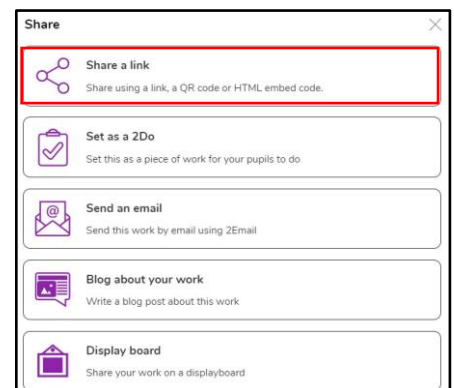 Share
Share a link
Share using a link, a QR code or HTML embed code.
Set as a 2Do
Set this as a piece of work for your pupils to do
@
Send an email
Send this work by email using 2Email
Blog about your work
Write a blog post about this work
Display board
Share your work on a displayboard